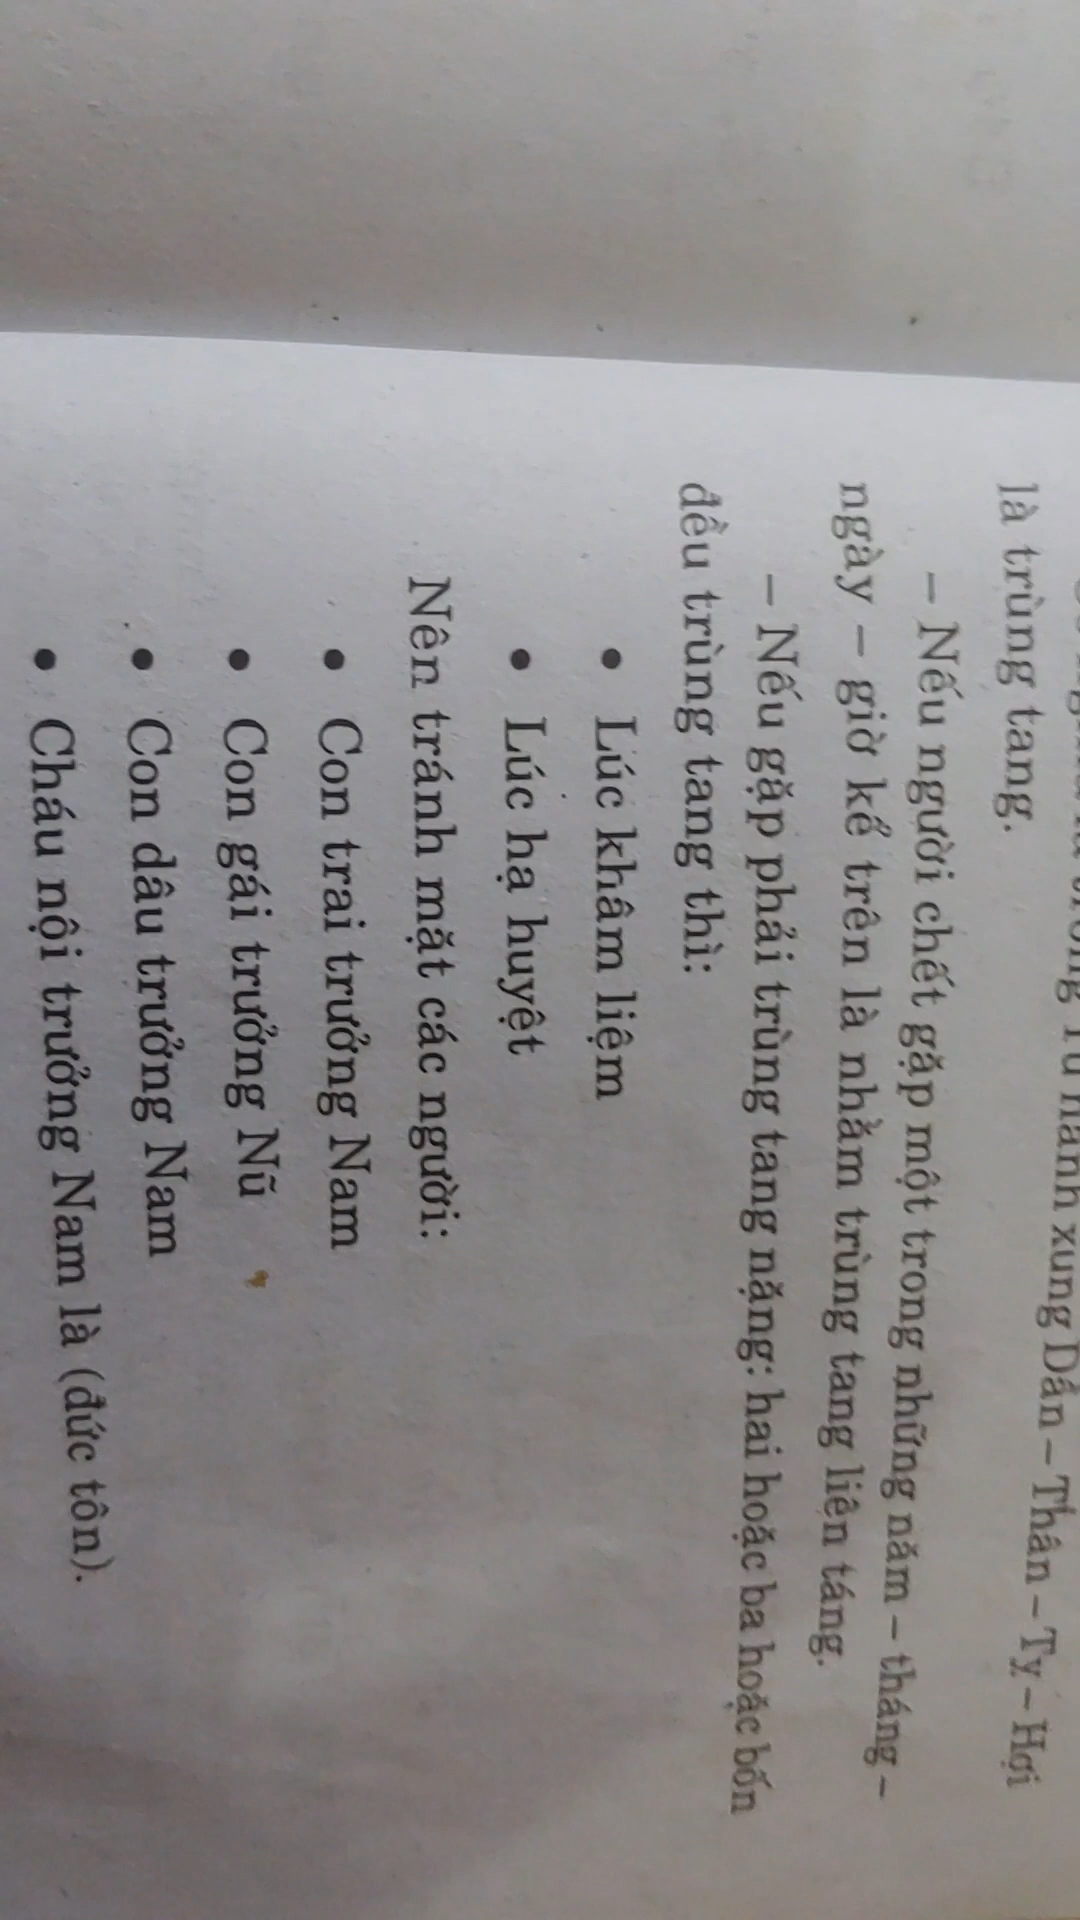 trong Tứ hành xung Dần – Thân – Tỵ – Hợi
là trùng tang.
– Nếu người chết gặp một trong những năm – tháng –
ngày – giờ kể trên là nhằm trùng tang liên táng.
– Nếu gặp phải trùng tang nặng: hai hoặc ba hoặc bốn
đều trùng tang thì:
• Lúc khâm liệm
• Lúc hạ huyệt
Nên tránh mặt các người:
• Con trai trưởng Nam
• Con gái trưởng Nũ
• Con dâu trưởng Nam
• Cháu nội trưởng Nam là (đức tôn).